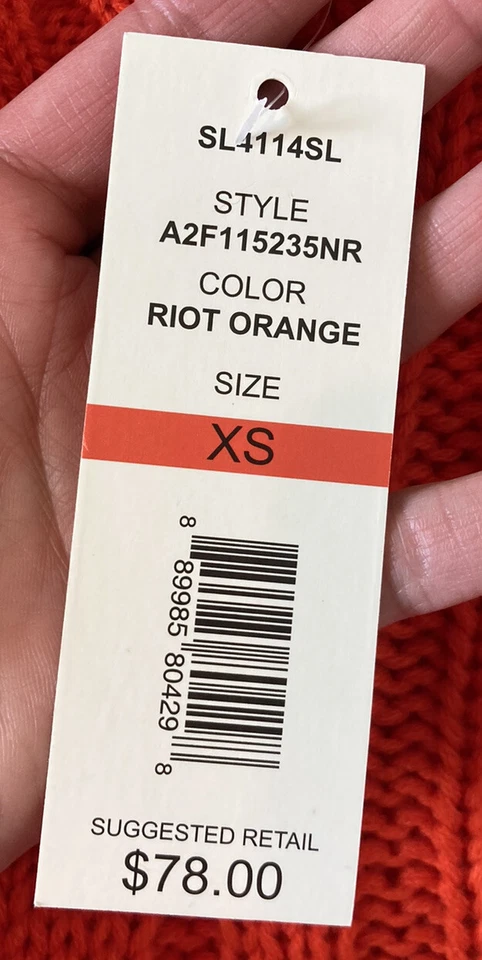 SL4114SL
STYLE
A2F115235NR
COLOR
RIOT ORANGE
SIZE
XS
8 89985 80429 8
SUGGESTED RETAIL
$78.00